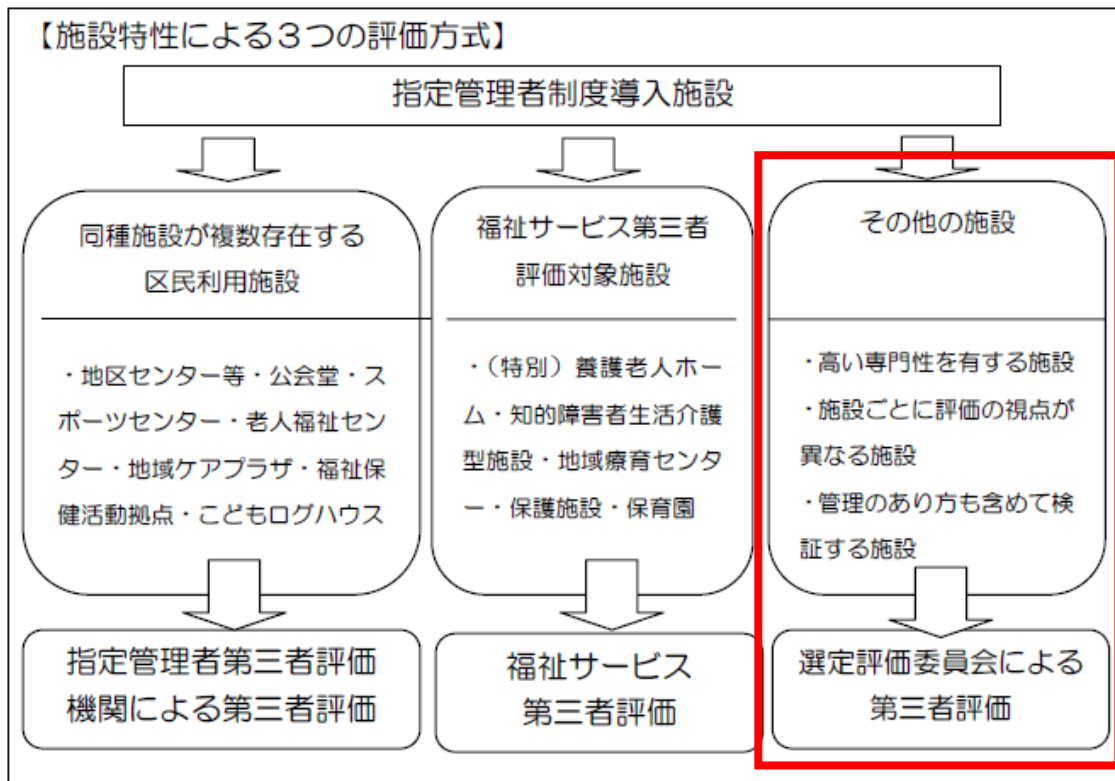 【施設特性による３つの評価方式】
指定管理者制度導入施設
同種施設が複数存在する
区民利用施設
・地区センター等・公会堂・ス
ポーツセンター・老人福祉セン
ター・地域ケアプラザ・福祉保
健活動拠点・こどもログハウス
指定管理者第三者評価
機関による第三者評価
福祉サービス第三者
評価対象施設
・（特別）養護老人ホー
ム・知的障害者生活介護
型施設・地域療育センタ
ー・保護施設・保育園
福祉サービス
第三者評価
その他の施設
・高い専門性を有する施設
・施設ごとに評価の視点が
異なる施設
・管理のあり方も含めて検
証する施設
選定評価委員会による
第三者評価